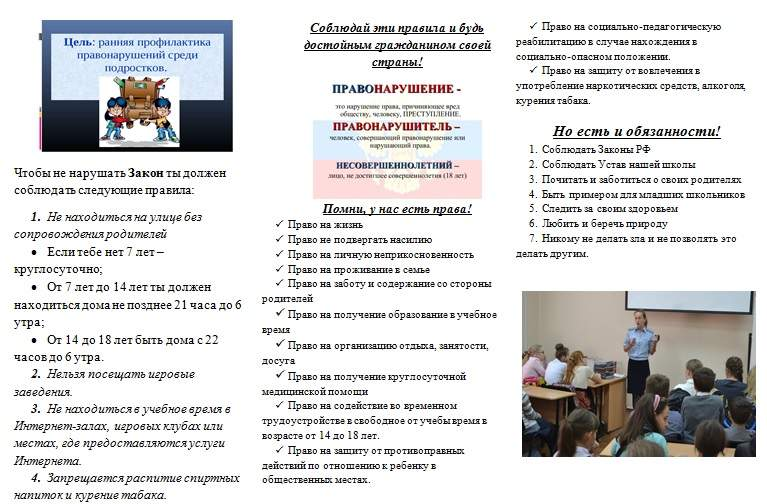 Цель: ранняя профилактика
правонарушений среди
подростков.
Чтобы не нарушать Закон ты должен
соблюдать следующие правила:
1. Не находиться на улице без
сопровождения родителей
• Если тебе нет 7 лет –
круглосуточно;
• От 7 до 14 лет ты должен
находиться дома не позднее 21 часа до 6
утра;
• От 14 до 18 лет быть дома с 22
часов до 6 утра.
2. Нельзя посещать игровые
заведения.
3. Не находиться в учебное время в
Интернет-залах, игровых клубах или
местах, где предоставляются услуги
Интернета.
4. Запрещается распитие спиртных
напиток и курение табака.
Соблюдай эти правила и будь
достойным гражданином своей
страны!
ПРАВОНАРУШЕНИЕ -
это нарушение права, причиняющее вред
обществу, человеку, ПРЕСТУПЛЕНИЕ.
ПРАВОНАРУШИТЕЛЬ –
человек, совершающий правонарушение или
нарушающий права.
НЕСОВЕРШЕННОЛЕТНИЙ –
лицо, не достигшее совершеннолетия (18 лет)
Помни, у нас есть права!
✓ Право на жизнь
✓ Право не подвергать насилию
✓ Право на личную неприкосновенность
✓ Право на проживание в семье
✓ Право на заботу и содержание со стороны
родителей
✓ Право на получение образование в учебное
время
✓ Право на организацию отдыха, занятости,
досуга
✓ Право на получение круглосуточной
медицинской помощи
✓ Право на содействие во временном
трудоустройстве в свободное от учебы время в
возрасте от 14 до 18 лет.
✓ Право на защиту от противоправных
действий по отношению к ребенку в
общественных местах.
✓ Право на социально-педагогическую
реабилитацию в случае нахождения в
социально-опасном положении.
✓ Право на защиту от вовлечения в
употребление наркотических средств, алкоголя,
курения табака.
Но есть и обязанности!
1. Соблюдать Законы РФ
2. Соблюдать Устав нашей школы
3. Почитать и заботиться о своих родителях
4. Быть примером для младших школьников
5. Следить за своим здоровьем
6. Любить и беречь природу
7. Никому не делать зла и не позволять это
делать другим.